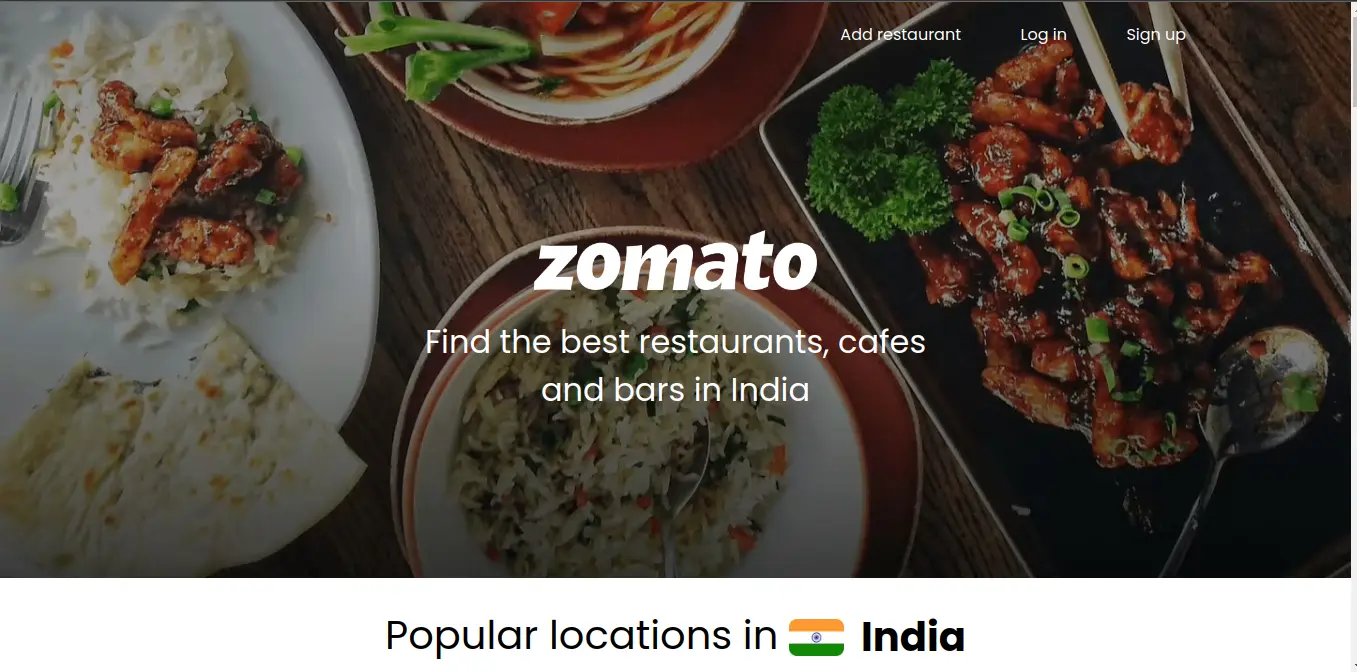 Add restaurant Log in Sign up
zomato
Find the best restaurants, cafes
and bars in India
Popular locations in India